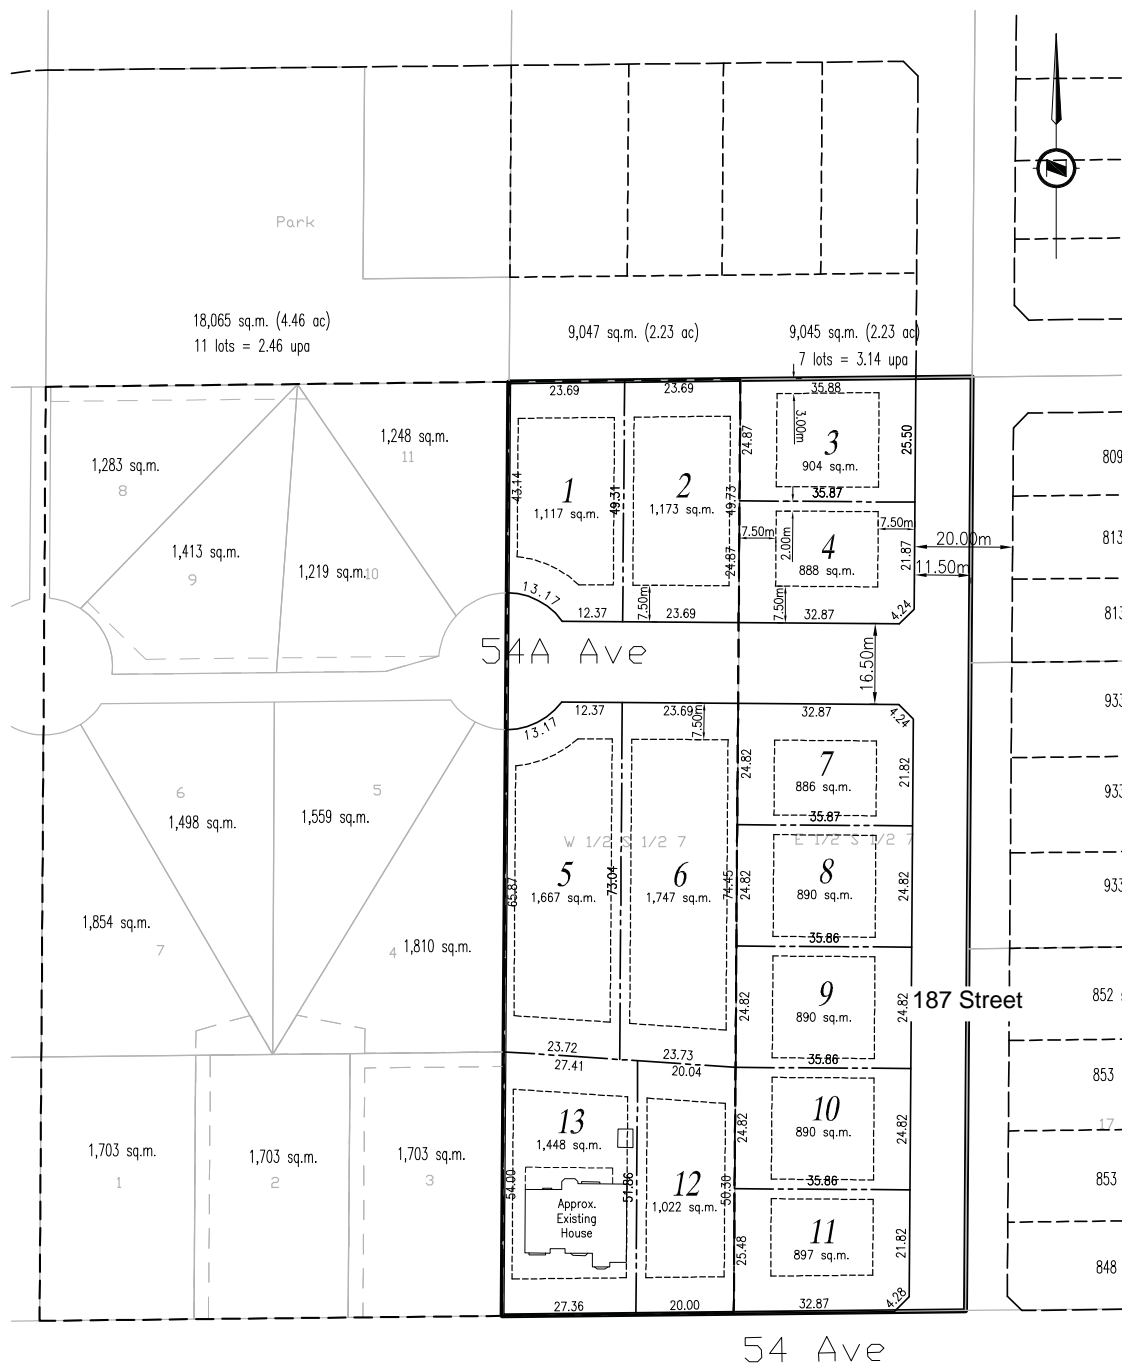 Park
18,065 sq.m. (4.46 ac)
11 lots = 2.46 upa
9,047 sq.m. (2.23 ac)
9,045 sq.m. (2.23 ac)
7 lots = 3.14 upa
23.69
23.69
35.88
3.00m
1,283 sq.m.
8
1,248 sq.m.
11
1,413 sq.m.
9
1,219 sq.m.
10
43.14
1
1,117 sq.m.
49.31
2
1,173 sq.m.
49.73
24.87
3
904 sq.m.
25.50
35.87
7.50m
7.50m
2.00m
4
888 sq.m.
24.87
21.87
20.00m
11.50m
13.17
12.37
7.50m
23.69
7.50m
32.87
4.24
54A Ave
16.50m
13.17
12.37
23.69
7.50m
32.87
4.24
24.82
7
886 sq.m.
21.82
35.87
6
1,498 sq.m.
5
1,559 sq.m.
W 1/2 S 1/2 7
E 1/2 S 1/2 7
65.87
5
1,667 sq.m.
73.04
6
1,747 sq.m.
74.45
24.82
8
890 sq.m.
24.82
35.86
1,854 sq.m.
7
1,810 sq.m.
4
24.82
9
890 sq.m.
24.82
187 Street
35.86
23.72
27.41
23.73
20.04
24.82
10
890 sq.m.
24.82
35.86
1,703 sq.m.
1
1,703 sq.m.
2
1,703 sq.m.
3
54.00
13
1,448 sq.m.
Approx.
Existing
House
51.86
12
1,022 sq.m.
50.30
25.48
11
897 sq.m.
21.82
27.36
20.00
32.87
4.28
54 Ave
809
813
813
933
933
933
852
853
17
853
848